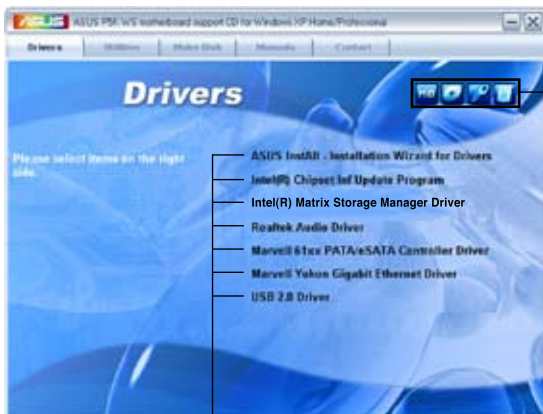 ASUS P5K WS motherboard support CD for Windows XP Home/Professional
Drivers
Utilities
Make Disk
Manuals
Contact
Drivers
Please select items on the right
side.
ASUS InstAll - Installation Wizard for Drivers
Intel(R) Chipset Inf Update Program
Intel(R) Matrix Storage Manager Driver
Realtek Audio Driver
Marvell 61xx PATA/eSATA Controller Driver
Marvell Yukon Gigabit Ethernet Driver
USB 2.0 Driver